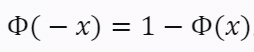 Φ( − x) = 1 − Φ(x)